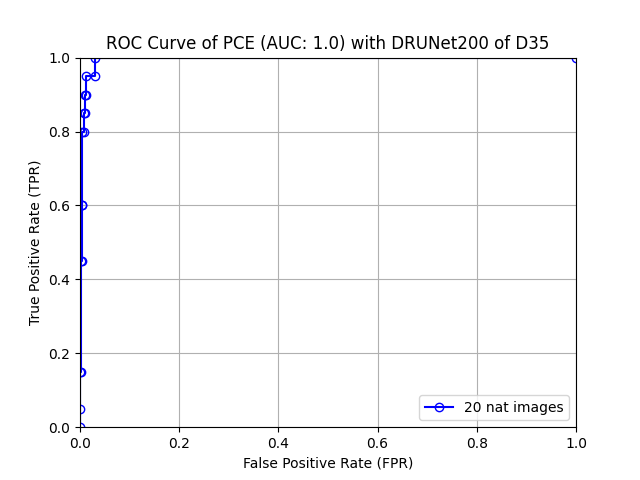 ROC Curve of PCE (AUC: 1.0) with DRUNet200 of D35
1.0
0.8
0.6
0.4
0.2
0.0
True Positive Rate (TPR)
20 nat images
0.0 0.2 0.4 0.6 0.8 1.0
False Positive Rate (FPR)